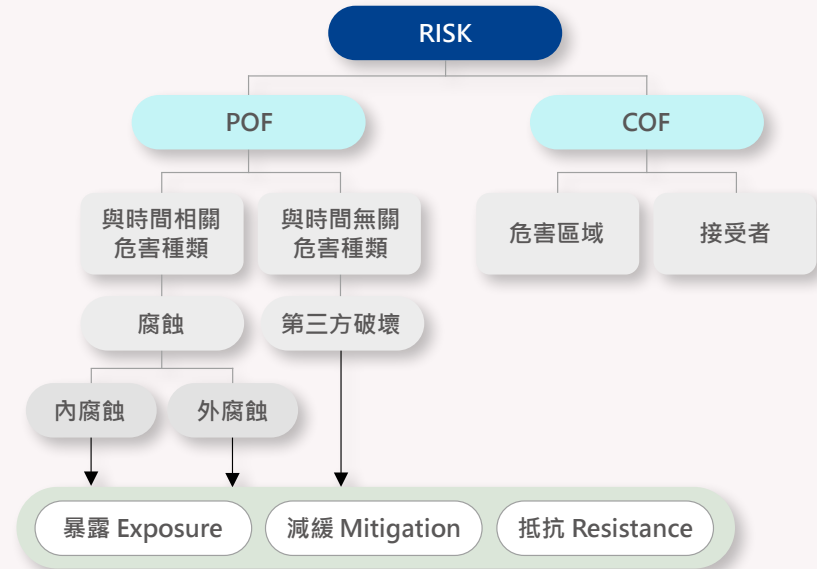 RISK
POF
COF
與時間相關
危害種類
與時間無關
危害種類
危害區域
接受者
腐蝕
第三方破壞
內腐蝕
外腐蝕
暴露 Exposure
減緩 Mitigation
抵抗 Resistance